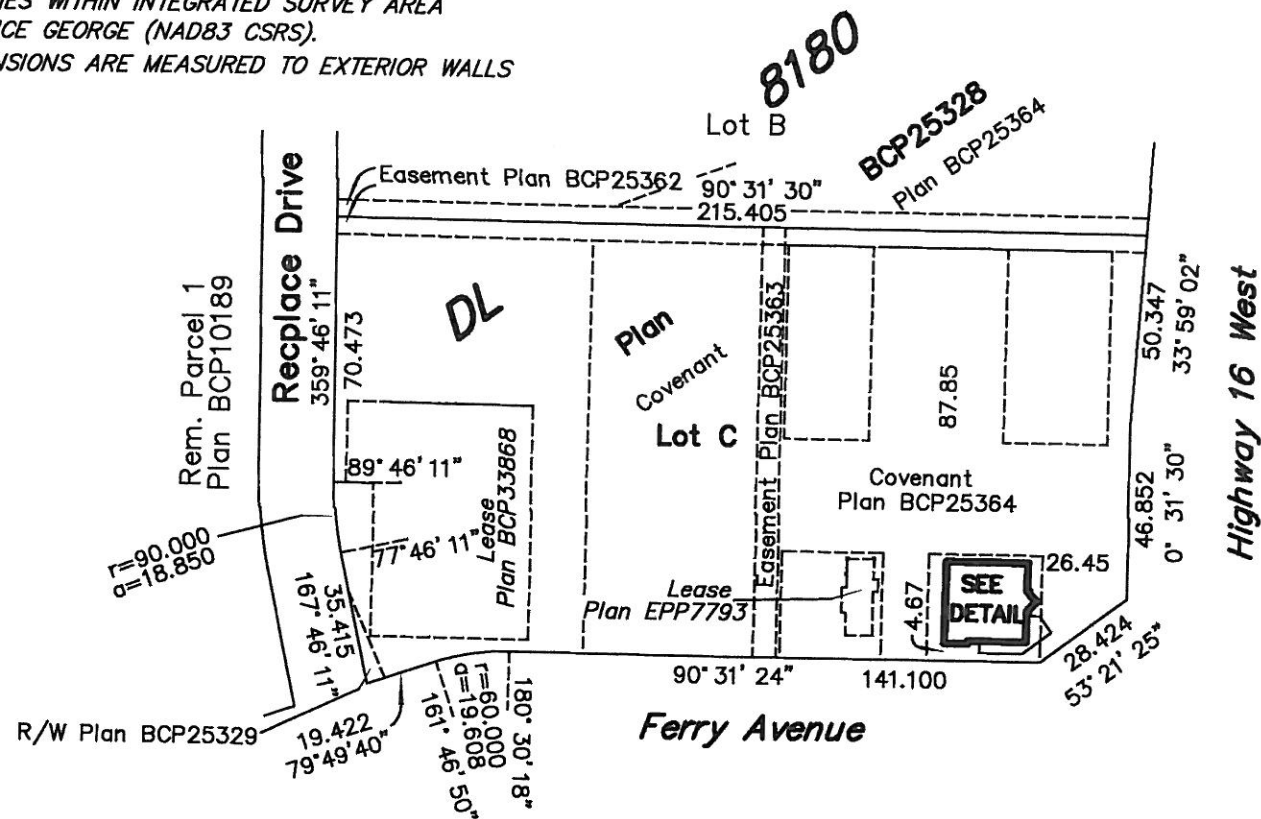 IES WITHIN INTEGRATED SURVEY AREA
CE GEORGE (NAD83 CSRS).
NSIONS ARE MEASURED TO EXTERIOR WALLS
8180
Lot B
BCP25328
Plan BCP25364
Easement Plan BCP25362
90° 31' 30"
215.405
Recplace Drive
Rem. Parcel 1
Plan BCP10189
359° 46' 11"
70.473
DL
Plan
Covenant
Lot C
Easement Plan BCP25363
87.85
50.347
33° 59' 02"
Highway 16 West
Covenant
Plan BCP25364
46.852
0° 31' 30"
89° 46' 11"
Lease
Plan BCP33868
77° 46' 11"
r=90.000
a=18.850
35.415
167° 46' 11"
Lease
Plan EPP7793
4.67
SEE
DETAIL
26.45
28.424
53° 21' 25"
90° 31' 24"
141.100
R/W Plan BCP25329
19.422
79°49'40"
r=60.000
a=19.608
161° 46' 50"
180° 30' 18"
Ferry Avenue